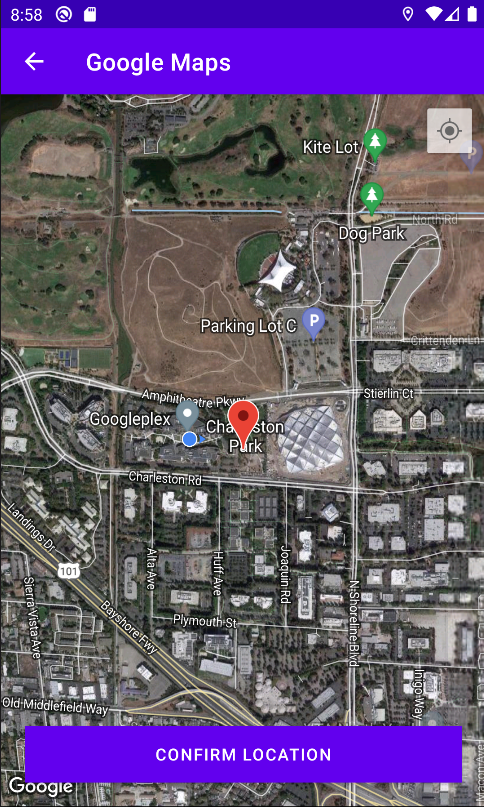 8:58
Google Maps
Kite Lot
P
North Rd
Dog Park
P
Parking Lot C
Crittenden Ln
Amphitheatre Pkwy
Stierlin Ct
Googleplex
Charleston
Park
Charleston Rd
Landings Dr
101
Alta Ave
Huff Ave
Joaquin Rd
N Shoreline Blvd
Sierra Vista Ave
Bayshore Fwy
Plymouth St
Inigo Way
Old Middlefield Way
Macon Ave
CONFIRM LOCATION
Google